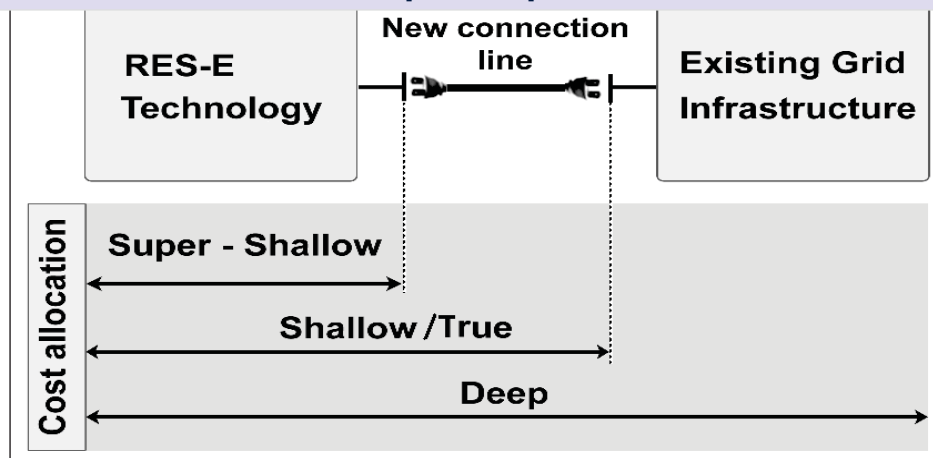 RES-E
Technology
New connection
line
Existing Grid
Infrastructure
Cost allocation
Super - Shallow
Shallow /True
Deep